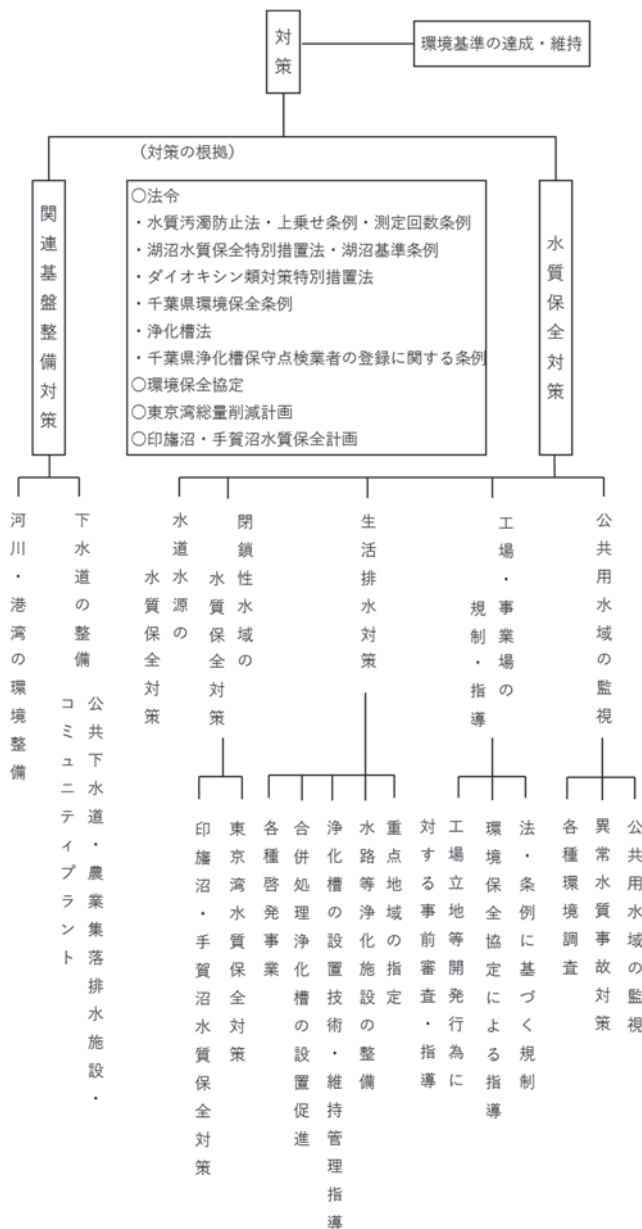 対策
環境基準の達成・維持
(対策の根拠)
○法令
・水質汚濁防止法・上乗せ条例・測定回数条例
・湖沼水質保全特別措置法・湖沼基準条例
・ダイオキシン類対策特別措置法
・千葉県環境保全条例
・浄化槽法
・千葉県浄化槽保守点検業者の登録に関する条例
○環境保全協定
○東京湾総量削減計画
○印旛沼・手賀沼水質保全計画
水質保全対策
関連基盤整備対策
公共用水域の監視
工場・事業場の
規制・指導
生活排水対策
閉鎖性水域の
水質保全対策
水道水源の
水質保全対策
下水道の整備
河川・港湾の環境整備
公共下水道・農業集落排水施設・
コミュニティプラント
公共用水域の監視
異常水質事故対策
各種環境調査
法・条例に基づく規制
環境保全協定による指導
工場立地等開発行為に
対する事前審査・指導
重点地域の指定
水路等浄化施設の整備
浄化槽の設置技術・維持管理指導
合併処理浄化槽の設置促進
各種啓発事業
東京湾水質保全対策
印旛沼・手賀沼水質保全対策